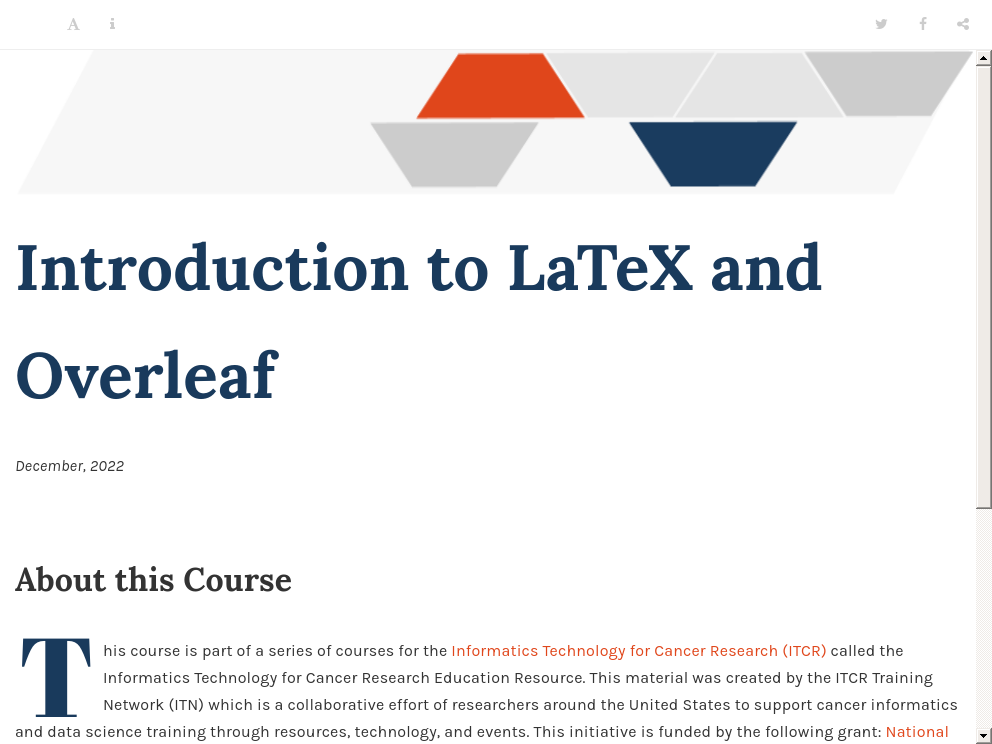 Introduction to LaTeX and
Overleaf
December, 2022
About this Course
This course is part of a series of courses for the Informatics Technology for Cancer Research (ITCR) called the
Informatics Technology for Cancer Research Education Resource. This material was created by the ITCR Training
Network (ITN) which is a collaborative effort of researchers around the United States to support cancer informatics
and data science training through resources, technology, and events. This initiative is funded by the following grant: National